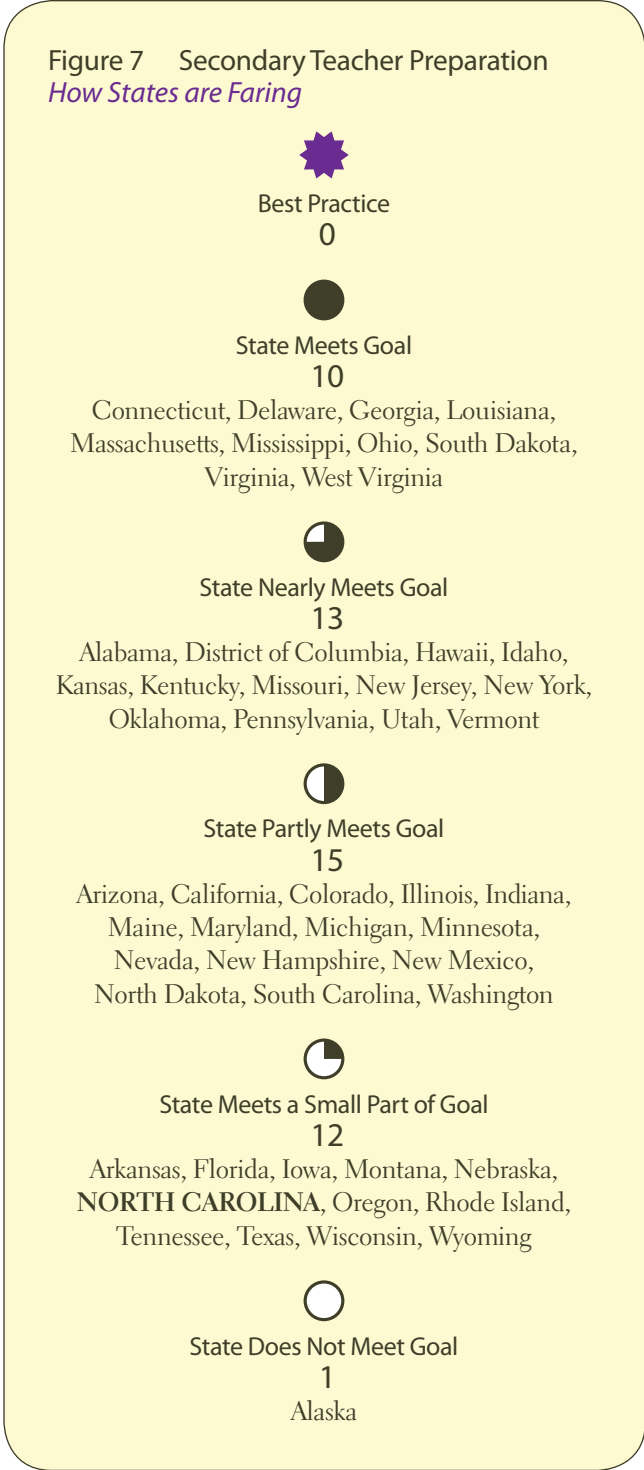 Figure 7 Secondary Teacher Preparation
How States are Faring
Best Practice
0
State Meets Goal
10
Connecticut, Delaware, Georgia, Louisiana,
Massachusetts, Mississippi, Ohio, South Dakota,
Virginia, West Virginia
State Nearly Meets Goal
13
Alabama, District of Columbia, Hawaii, Idaho,
Kansas, Kentucky, Missouri, New Jersey, New York,
Oklahoma, Pennsylvania, Utah, Vermont
State Partly Meets Goal
15
Arizona, California, Colorado, Illinois, Indiana,
Maine, Maryland, Michigan, Minnesota,
Nevada, New Hampshire, New Mexico,
North Dakota, South Carolina, Washington
State Meets a Small Part of Goal
12
Arkansas, Florida, Iowa, Montana, Nebraska,
NORTH CAROLINA, Oregon, Rhode Island,
Tennessee, Texas, Wisconsin, Wyoming
State Does Not Meet Goal
1
Alaska